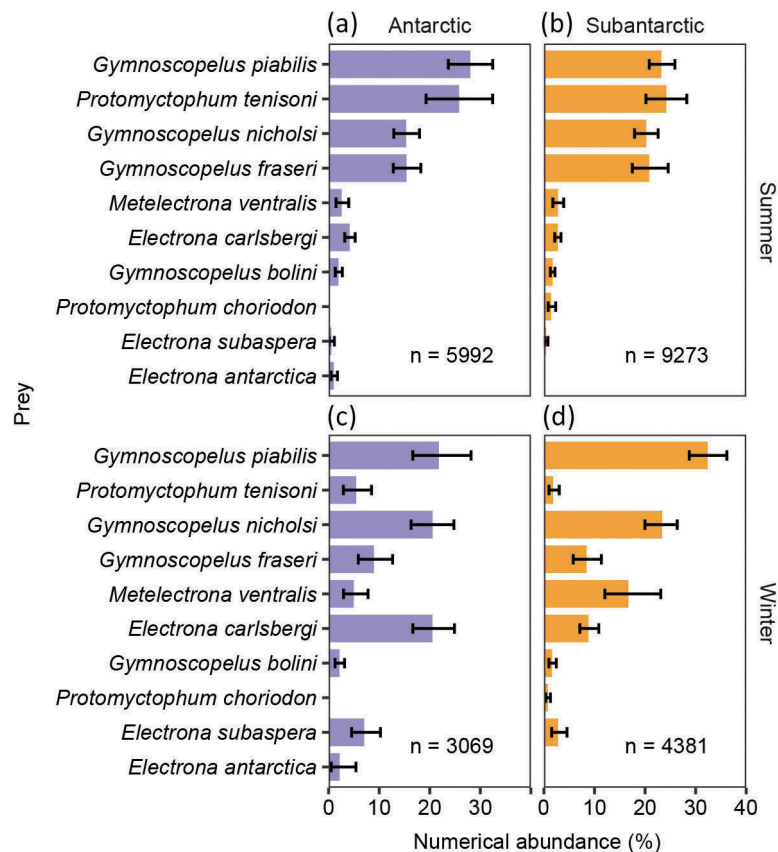 (a) Antarctic (b) Subantarctic
Gymnoscopelus piabilis
Protomyctophum tenisoni
Gymnoscopelus nicholsi
Gymnoscopelus fraseri
Metelectrona ventralis
Electrona carlsbergi
Gymnoscopelus bolini
Protomyctophum choriodon
Electrona subaspera
Electrona antarctica
n = 5992
n = 9273
Summer
Prey
(c) (d)
Gymnoscopelus piabilis
Protomyctophum tenisoni
Gymnoscopelus nicholsi
Gymnoscopelus fraseri
Metelectrona ventralis
Electrona carlsbergi
Gymnoscopelus bolini
Protomyctophum choriodon
Electrona subaspera
Electrona antarctica
n = 3069
n = 4381
Winter
0 10 20 30 0 10 20 30 40
Numerical abundance (%)